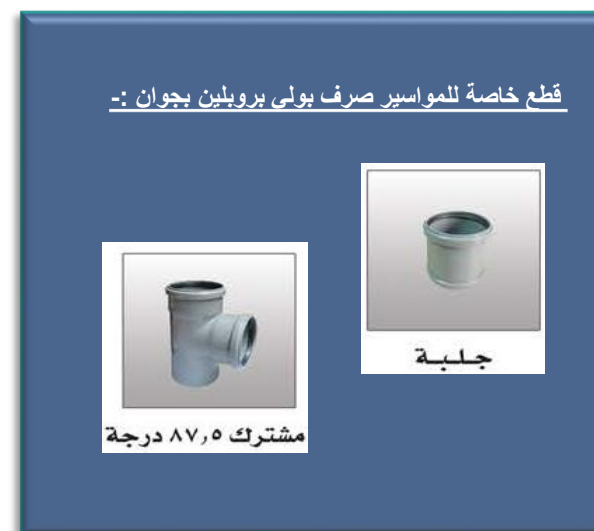 قطع خاصة للمواسير صرف بولى بروبلين بجوان :-
جلبة
مشترك ٨٧,٥ درجة